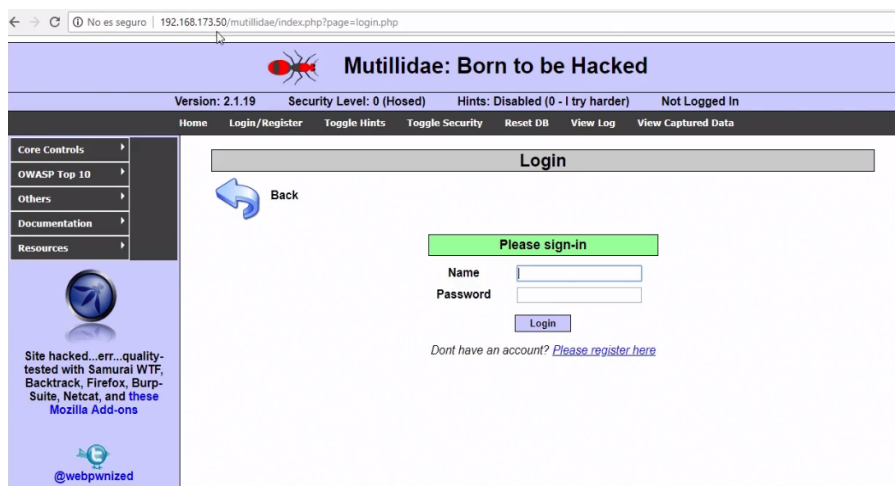 No es seguro | 192.168.173.50/mutillidae/index.php?page=login.php
Mutillidae: Born to be Hacked
Version: 2.1.19 Security Level: 0 (Hosed) Hints: Disabled (0 - I try harder) Not Logged In
Home Login/Register Toggle Hints Toggle Security Reset DB View Log View Captured Data
Core Controls
OWASP Top 10
Others
Documentation
Resources
Site hacked...err...quality-
tested with Samurai WTF,
Backtrack, Firefox, Burp-
Suite, Netcat, and these
Mozilla Add-ons
@webpwnized
Login
Back
Please sign-in
Name
Password
Login
Dont have an account? Please register here